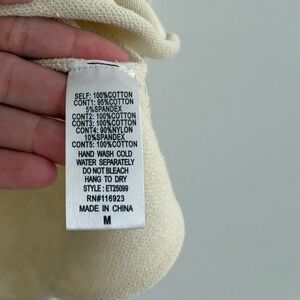 SELF: 100%COTTON
CONT1: 95%COTTON
5%SPANDEX
CONT2: 100%COTTON
CONT3: 100%COTTON
CONT4: 90%NYLON
10%SPANDEX
CONT5: 100%COTTON
HAND WASH COLD
WATER SEPARATELY
DO NOT BLEACH
HANG TO DRY
STYLE: ET25099
RN#116923
MADE IN CHINA
M